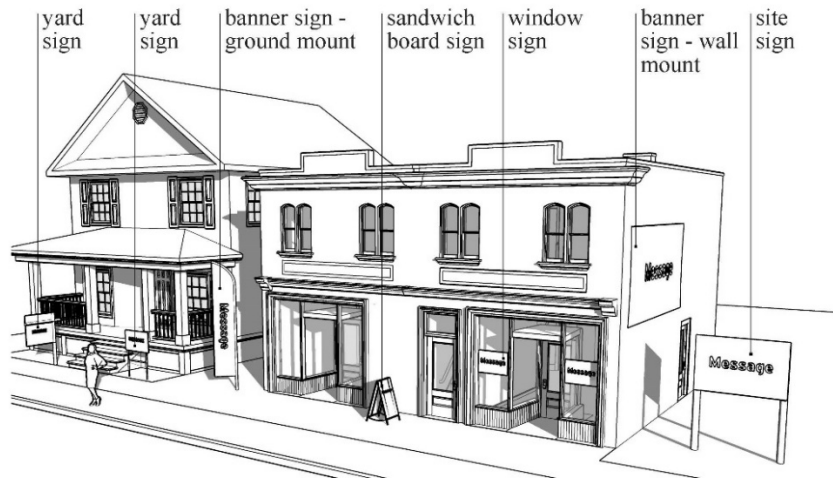 yard
sign
yard
sign
banner sign -
ground mount
sandwich
board sign
window
sign
banner
sign - wall
mount
site
sign
Message
Message
Message
Message
Message